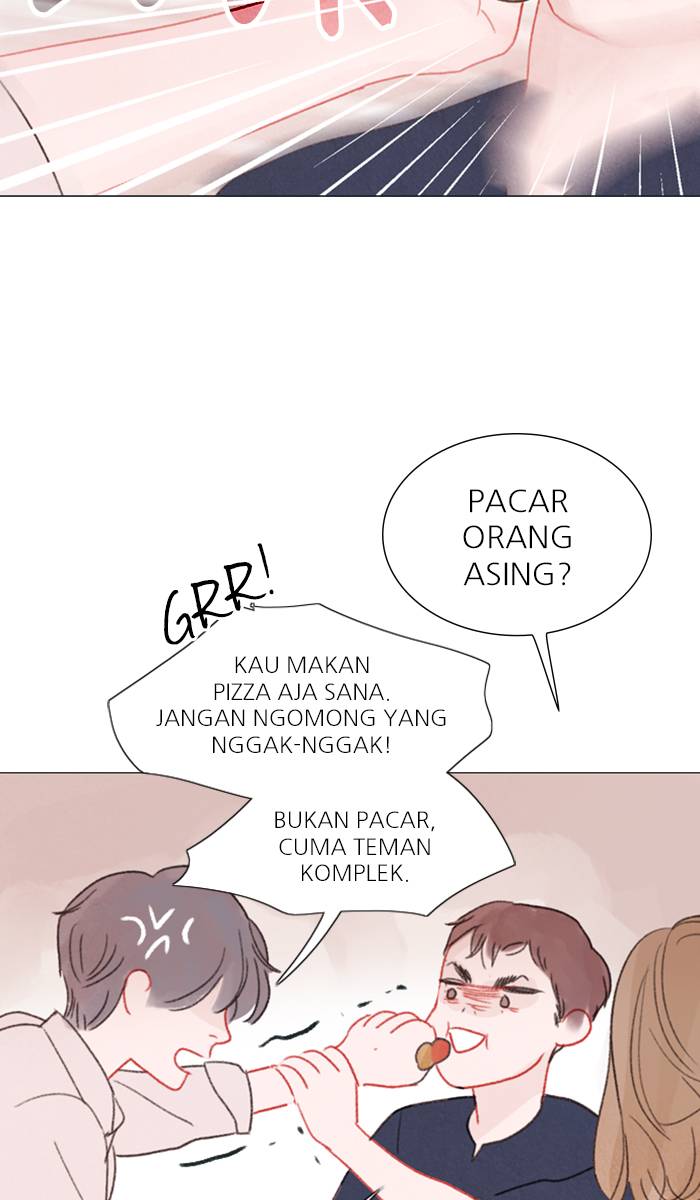 PACAR
ORANG
ASING?
GRR!
KAU MAKAN
PIZZA AJA SANA.
JANGAN NGOMONG YANG
NGGAK-NGGAK!
BUKAN PACAR,
CUMA TEMAN
KOMPLEK.